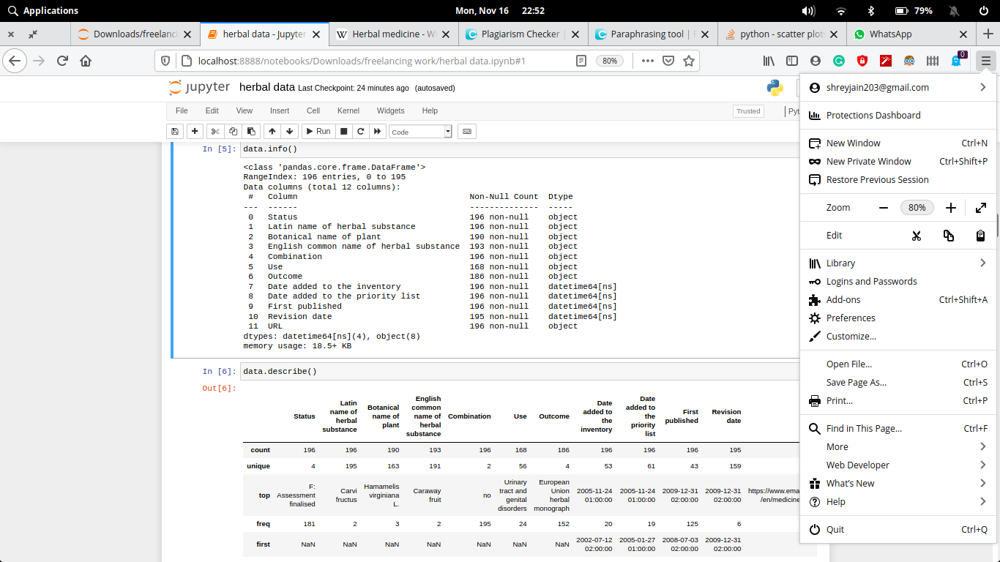 Applications
Mon, Nov 16 22:52
79%
Downloads/freelanc
herbal data - Jupyter
Herbal medicine - W
Plagiarism Checker |
Paraphrasing tool | F
python - scatter plot
WhatsApp
localhost:8888/notebooks/Downloads/freelancing work/herbal data.ipynb#1
80%
0
jupyter herbal data Last Checkpoint: 24 minutes ago (autosaved)
File Edit View Insert Cell Kernel Widgets Help
Trusted
Pyt
Run
Code
In [5]: data.info()
<class 'pandas.core.frame.DataFrame'>
RangeIndex: 196 entries, 0 to 195
Data columns (total 12 columns):
# Column Non-Null Count Dtype
--- ------ -------------- -----
0 Status 196 non-null object
1 Latin name of herbal substance 196 non-null object
2 Botanical name of plant 190 non-null object
3 English common name of herbal substance 193 non-null object
4 Combination 196 non-null object
5 Use 168 non-null object
6 Outcome 186 non-null object
7 Date added to the inventory 196 non-null datetime64[ns]
8 Date added to the priority list 196 non-null datetime64[ns]
9 First published 196 non-null datetime64[ns]
10 Revision date 195 non-null datetime64[ns]
11 URL 196 non-null object
dtypes: datetime64[ns](4), object(8)
memory usage: 18.5+ KB
In [6]: data.describe()
Out[6]:
Status
Latin name of herbal substance
Botanical name of plant
English common name of herbal substance
Combination
Use
Outcome
Date added to the inventory
Date added to the priority list
First published
Revision date
count 196 196 190 193 196 168 186 196 196 196 195
unique 4 195 163 191 2 56 4 53 61 43 159
top
F: Assessment finalised
Carvi fructus
Hamamelis virginiana L.
Caraway fruit
no
Urinary tract and genital disorders
European Union herbal monograph
2005-11-24 01:00:00
2005-11-24 01:00:00
2009-12-31 02:00:00
2009-12-31 02:00:00
https://www.ema
/en/medicine
freq 181 2 3 2 195 24 152 20 19 125 6
first NaN NaN NaN NaN NaN NaN NaN
2002-07-12 02:00:00
2005-01-27 01:00:00
2008-07-03 02:00:00
2009-12-31 02:00:00
shreyjain203@gmail.com
Protections Dashboard
New Window Ctrl+N
New Private Window Ctrl+Shift+P
Restore Previous Session
Zoom 80%
Edit
Library
Logins and Passwords
Add-ons Ctrl+Shift+A
Preferences
Customize...
Open File... Ctrl+O
Save Page As... Ctrl+S
Print... Ctrl+P
Find in This Page... Ctrl+F
More
Web Developer
What's New
Help
Quit Ctrl+Q